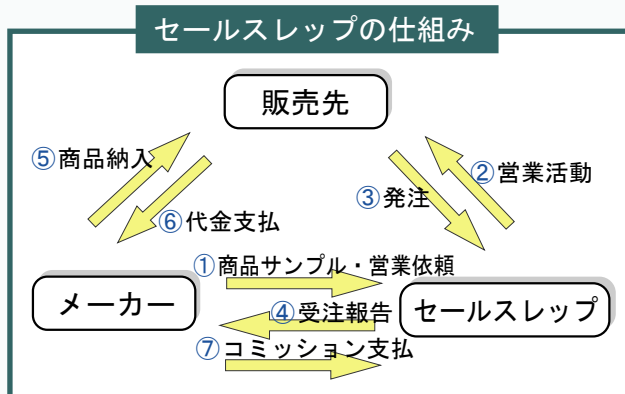 セールスレップの仕組み
販売先
⑤商品納入
②営業活動
③発注
⑥代金支払
①商品サンプル・営業依頼
メーカー
セールスレップ
④受注報告
⑦コミッション支払